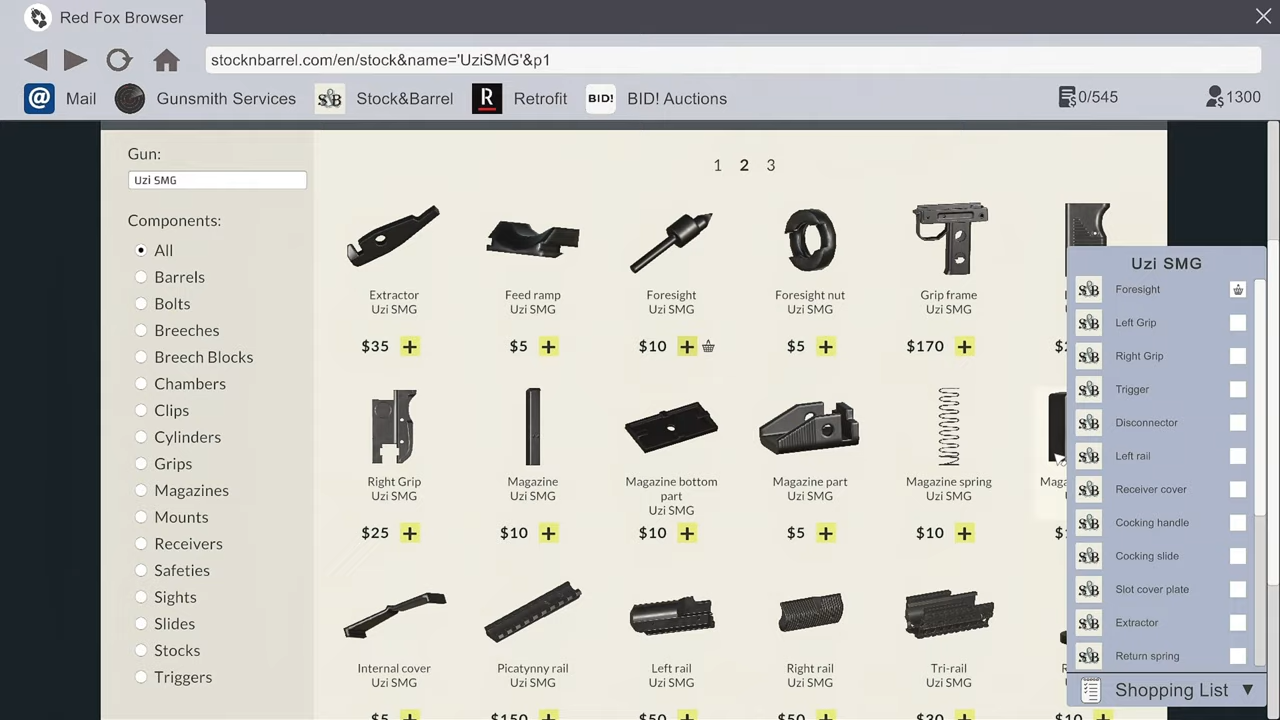 Red Fox Browser
stocknbarrel.com/en/stock&name='UziSMG'&p1
@ Mail Gunsmith Services S&B Stock&Barrel R Retrofit BID! BID! Auctions 0/545 1300
Gun:
Uzi SMG
Components:
All
Barrels
Bolts
Breeches
Breech Blocks
Chambers
Clips
Cylinders
Grips
Magazines
Mounts
Receivers
Safeties
Sights
Slides
Stocks
Triggers
1 2 3
Extractor Feed ramp Foresight Foresight nut Grip frame
Uzi SMG Uzi SMG Uzi SMG Uzi SMG Uzi SMG
$35 + $5 + $10 + $5 + $170 +
Right Grip Magazine Magazine bottom part Magazine part Magazine spring
Uzi SMG Uzi SMG Uzi SMG Uzi SMG Uzi SMG
$25 + $10 + $10 + $5 + $10 +
Internal cover Picatynny rail Left rail Right rail Tri-rail
Uzi SMG Uzi SMG Uzi SMG Uzi SMG Uzi SMG
$5 $150 $50 $50 $30 $10
Uzi SMG
S&B Foresight
S&B Left Grip
S&B Right Grip
S&B Trigger
S&B Disconnector
S&B Left rail
S&B Receiver cover
S&B Cocking handle
S&B Cocking slide
S&B Slot cover plate
S&B Extractor
S&B Return spring
Shopping List